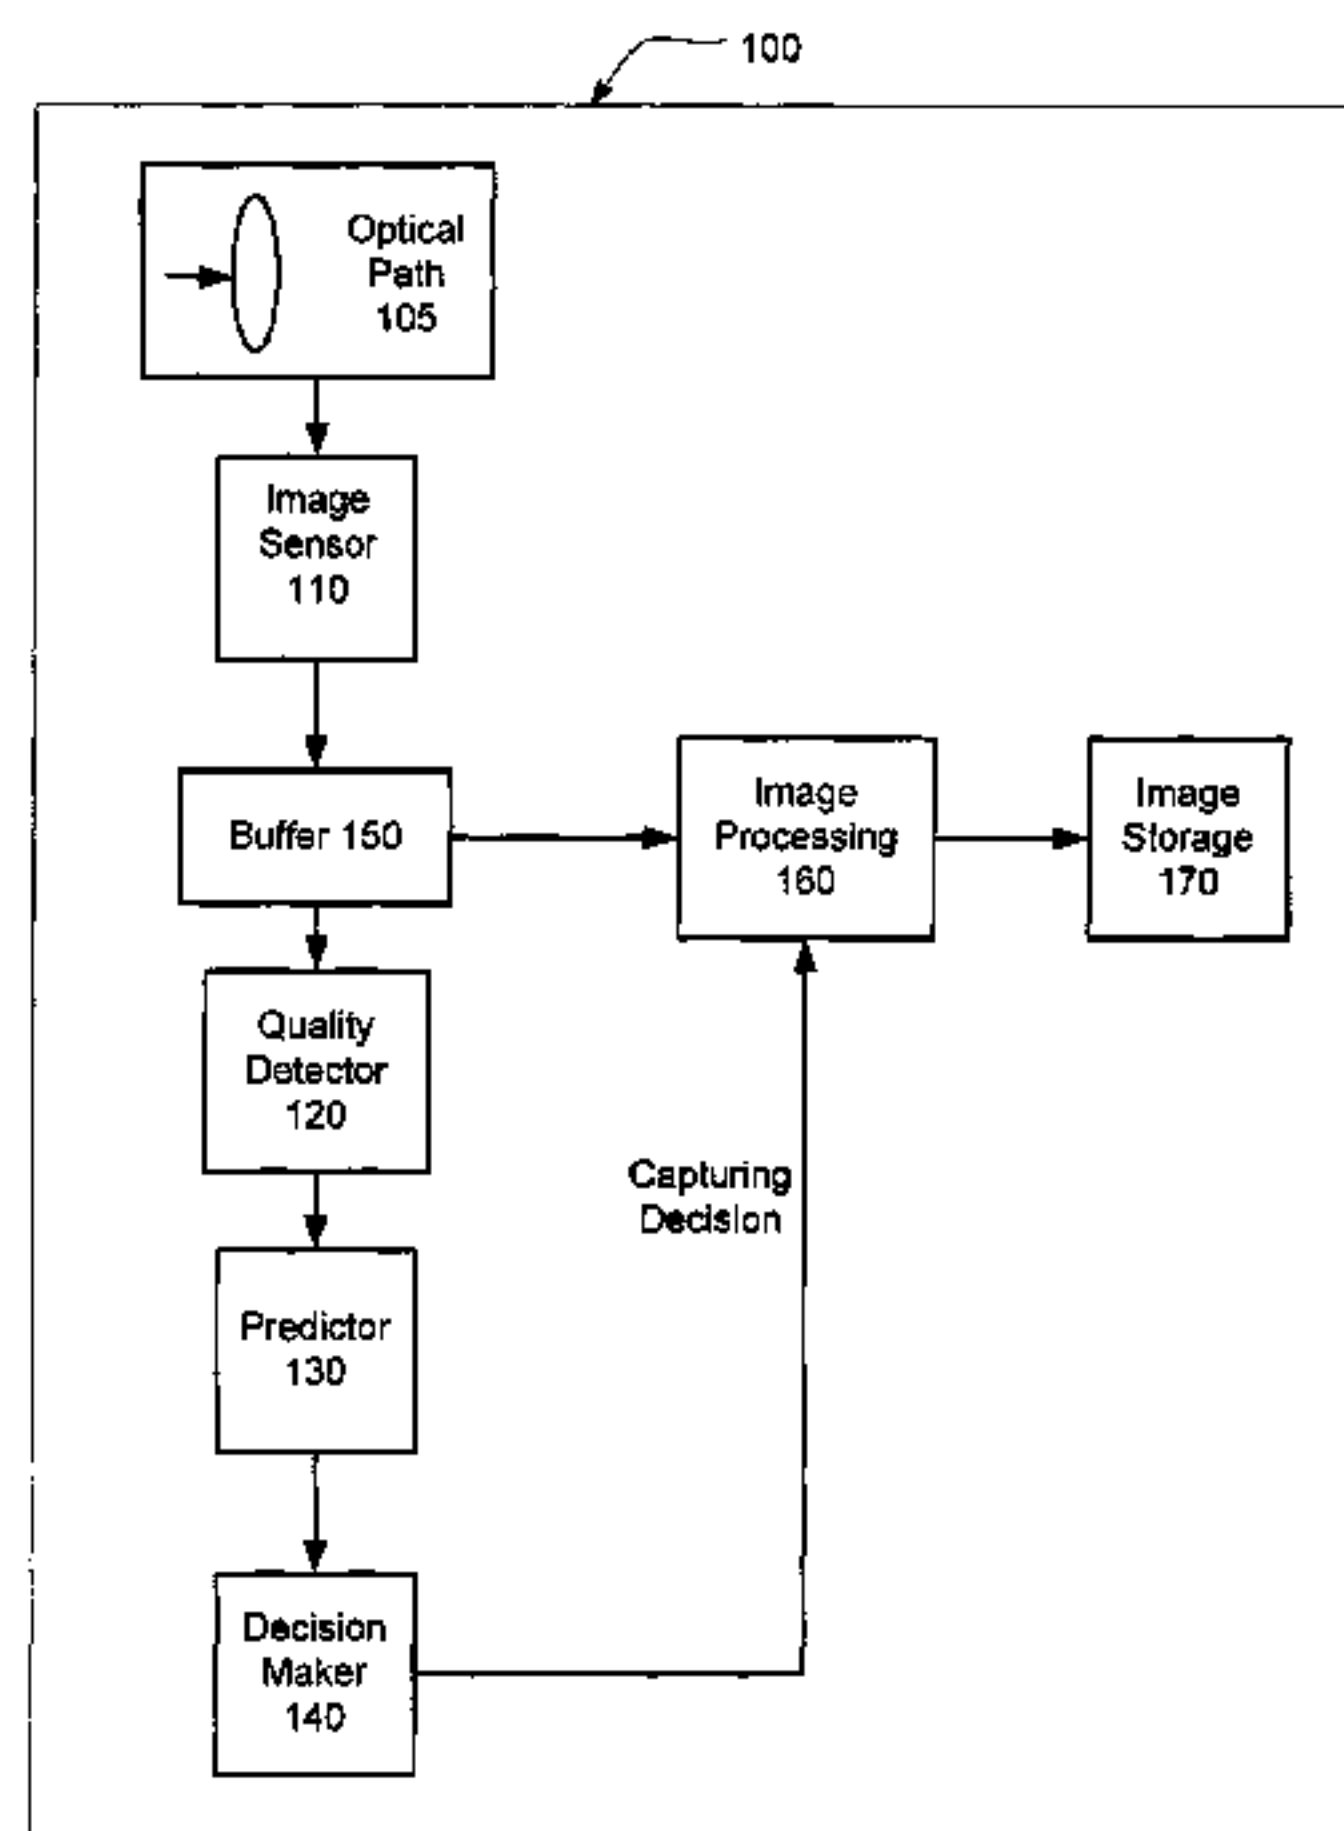 100
Optical
Path
105
Image
Sensor
110
Buffer 150
Image
Processing
160
Image
Storage
170
Quality
Detector
120
Capturing
Decision
Predictor
130
Decision
Maker
140